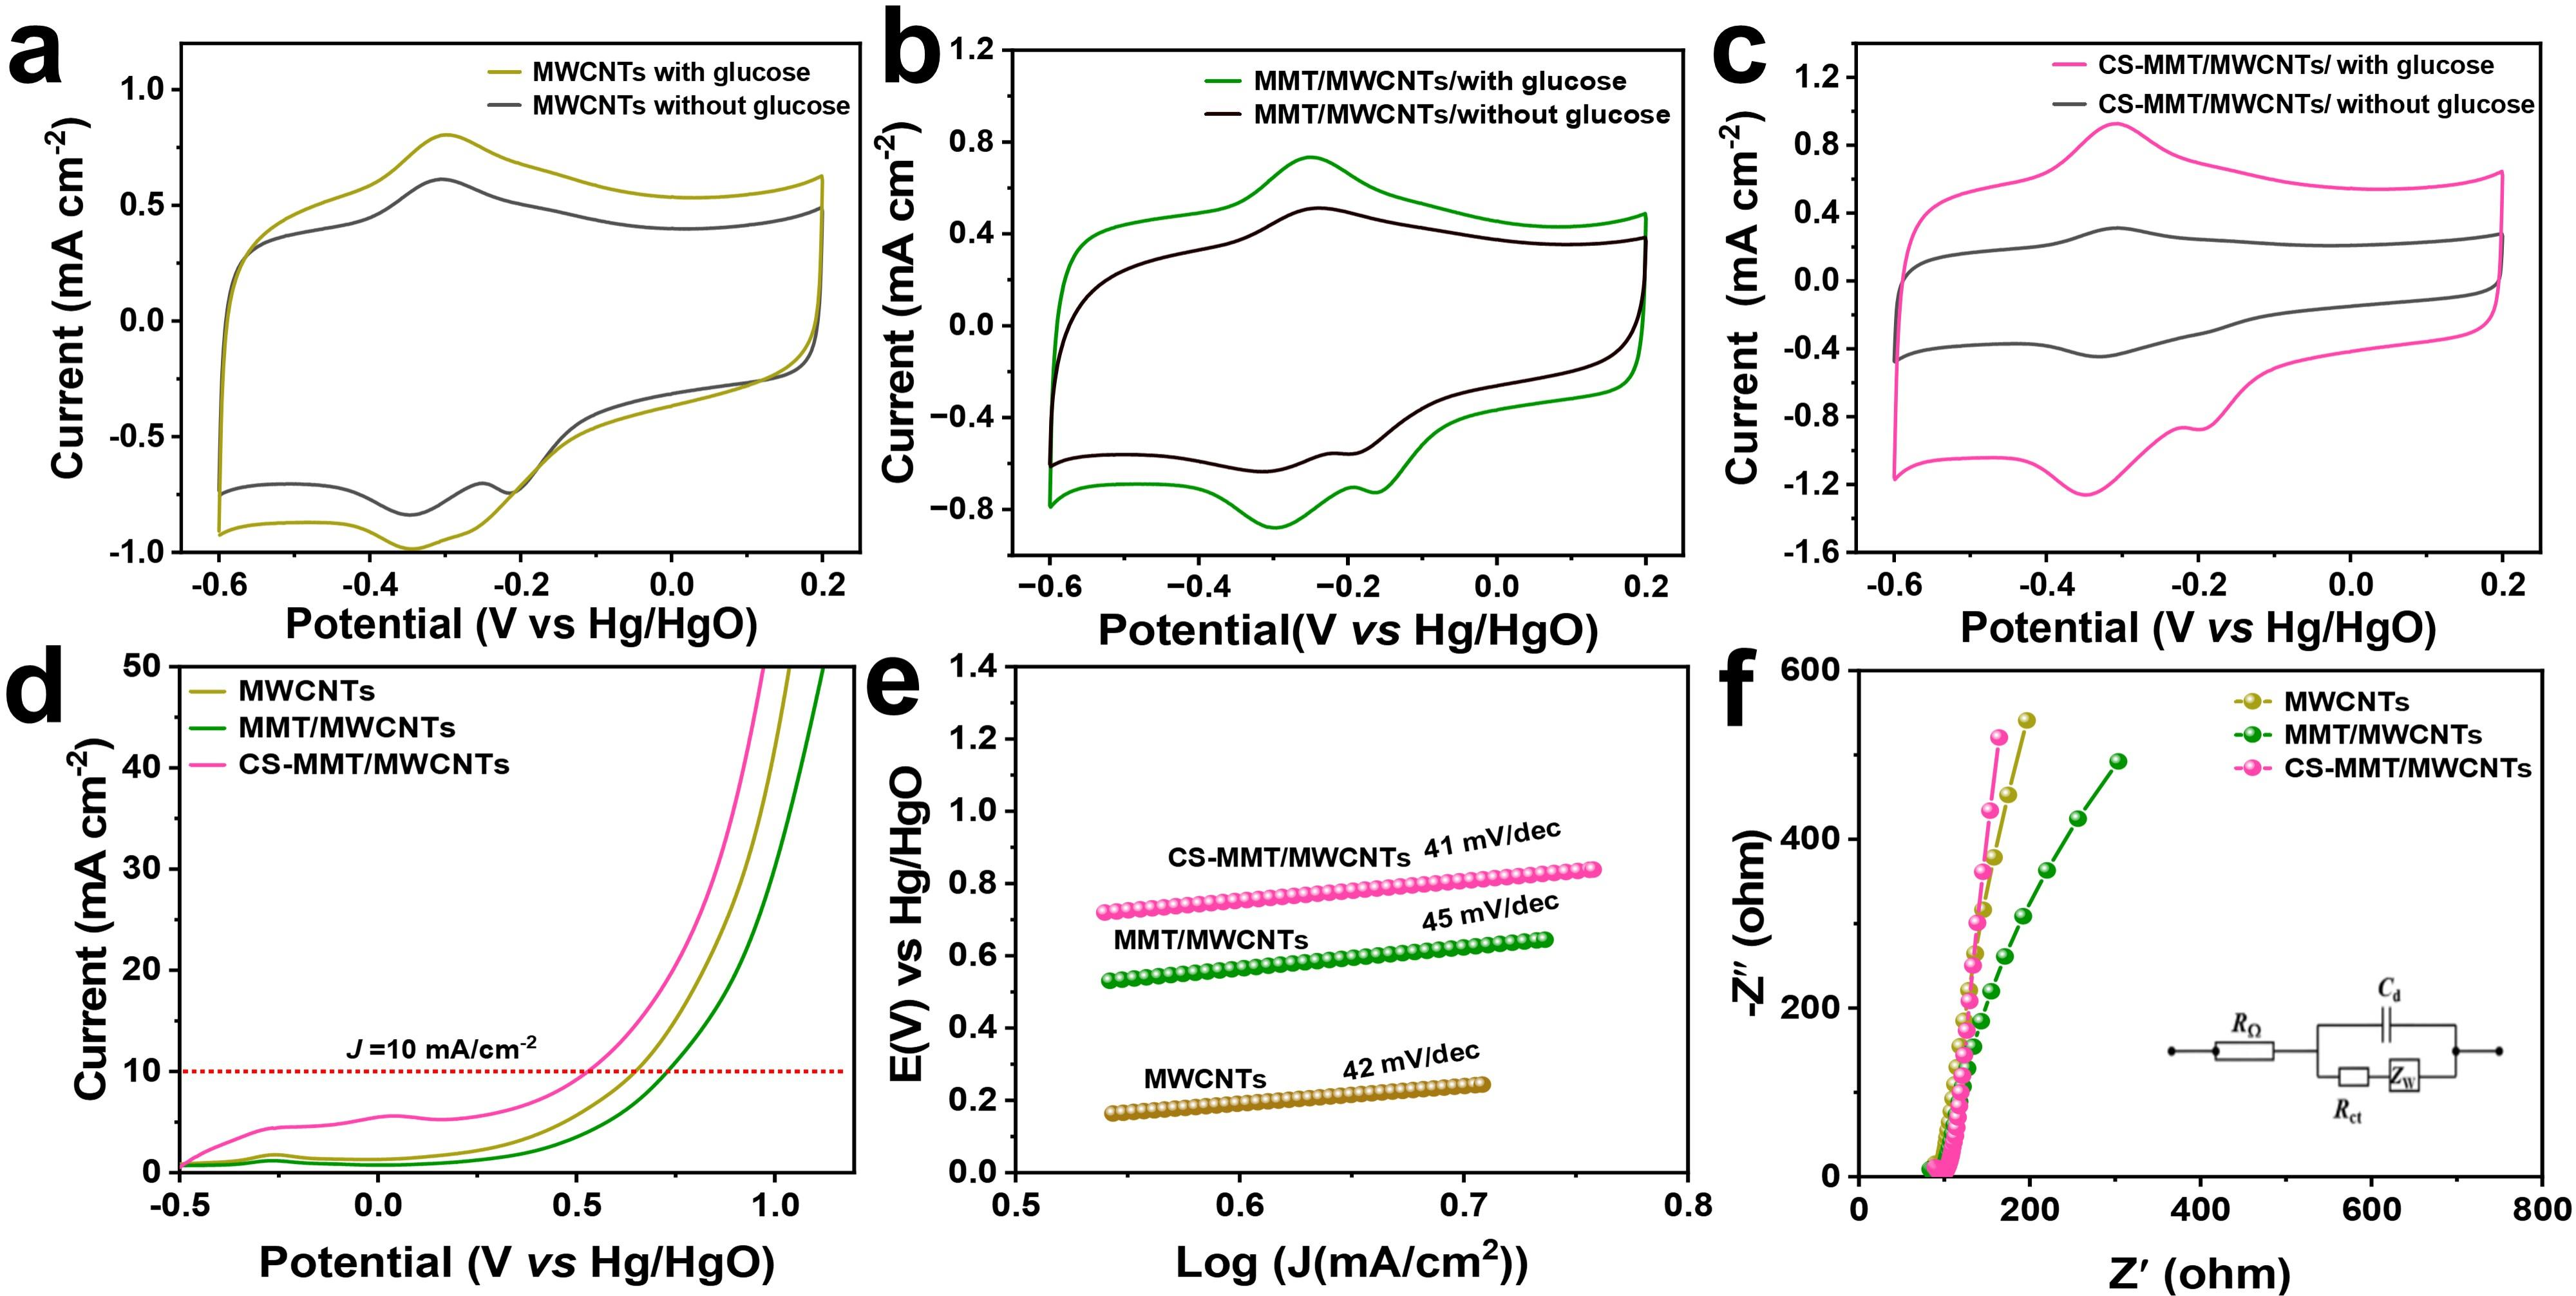 a
MWCNTs with glucose
MWCNTs without glucose
1.0
0.5
0.0
-0.5
-1.0
Current (mA cm-2)
-0.6 -0.4 -0.2 0.0 0.2
Potential (V vs Hg/HgO)
b
MMT/MWCNTs/with glucose
MMT/MWCNTs/without glucose
1.2
0.8
0.4
0.0
−0.4
−0.8
Current (mA cm-2)
−0.6 −0.4 −0.2 0.0 0.2
Potential(V vs Hg/HgO)
c
CS-MMT/MWCNTs/ with glucose
CS-MMT/MWCNTs/ without glucose
1.2
0.8
0.4
0.0
-0.4
-0.8
-1.2
-1.6
Current (mA cm-2)
-0.6 -0.4 -0.2 0.0 0.2
Potential (V vs Hg/HgO)
d
MWCNTs
MMT/MWCNTs
CS-MMT/MWCNTs
J =10 mA/cm-2
50
40
30
20
10
0
Current (mA cm-2)
-0.5 0.0 0.5 1.0
Potential (V vs Hg/HgO)
e
CS-MMT/MWCNTs 41 mV/dec
MMT/MWCNTs 45 mV/dec
MWCNTs 42 mV/dec
1.4
1.2
1.0
0.8
0.6
0.4
0.2
0.0
E(V) vs Hg/HgO
0.5 0.6 0.7 0.8
Log (J(mA/cm2))
f
MWCNTs
MMT/MWCNTs
CS-MMT/MWCNTs
600
400
200
0
-Z″ (ohm)
Cd
RΩ
ZW
Rct
0 200 400 600 800
Z′ (ohm)